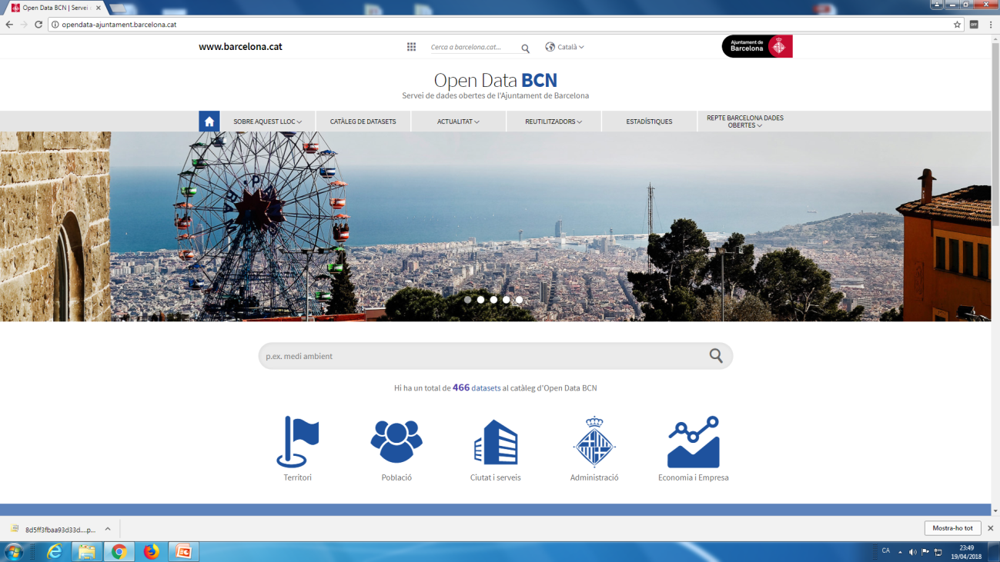 Open Data BCN | Servei
opendata-ajuntament.barcelona.cat
OFF
www.barcelona.cat
Cerca a barcelona.cat...
Català
Ajuntament de
Barcelona
Open Data BCN
Servei de dades obertes de l'Ajuntament de Barcelona
SOBRE AQUEST LLOC
CATÀLEG DE DATASETS
ACTUALITAT
REUTILITZADORS
ESTADÍSTIQUES
REPTE BARCELONA DADES
OBERTES
p.ex. medi ambient
Hi ha un total de 466 datasets al catàleg d'Open Data BCN
Territori
Població
Ciutat i serveis
Administració
Economia i Empresa
8d5ff3fbaa93d33d....p...
Mostra-ho tot
CA
23:49
19/04/2018